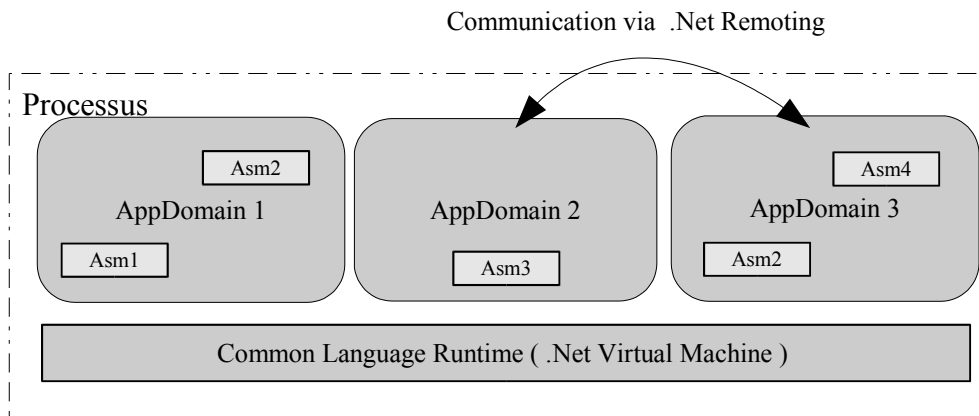 Communication via .Net Remoting
Processus
Asm2
AppDomain 1
Asm1
AppDomain 2
Asm3
Asm4
AppDomain 3
Asm2
Common Language Runtime ( .Net Virtual Machine )